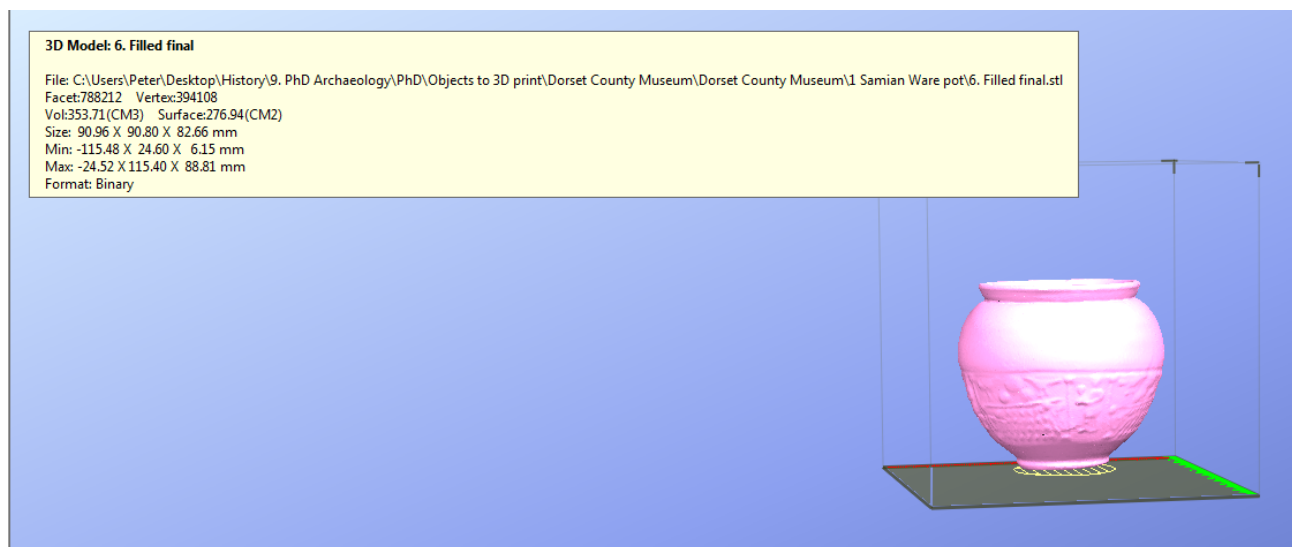 3D Model: 6. Filled final
File: C:\Users\Peter\Desktop\History\9. PhD Archaeology\PhD\Objects to 3D print\Dorset County Museum\Dorset County Museum\1 Samian Ware pot\6. Filled final.stl
Facet:788212 Vertex:394108
Vol:353.71(CM3) Surface:276.94(CM2)
Size: 90.96 X 90.80 X 82.66 mm
Min: -115.48 X 24.60 X 6.15 mm
Max: -24.52 X 115.40 X 88.81 mm
Format: Binary